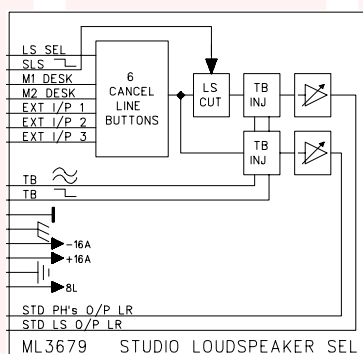 LS SEL
SLS
M1 DESK
M2 DESK
EXT I/P 1
EXT I/P 2
EXT I/P 3
6
CANCEL
LINE
BUTTONS
LS
CUT
TB
INJ
TB
INJ
TB
TB
-16A
+16A
8L
STD PH's O/P LR
STD LS O/P LR
ML3679 STUDIO LOUDSPEAKER SEL